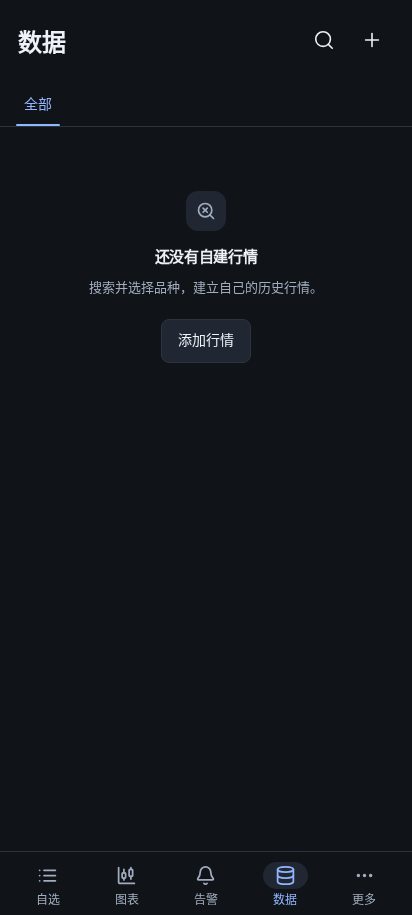 数据
全部
还没有自建行情
搜索并选择品种，建立自己的历史行情。
添加行情
自选
图表
告警
数据
更多